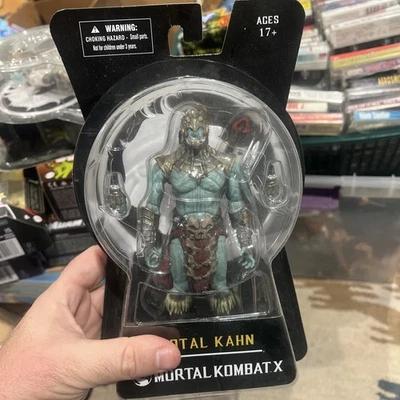 WARNING:
CHOKING HAZARD - Small parts.
Not for children under 3 years.
AGES
17+
OTAL KAHN
MORTAL KOMBAT X